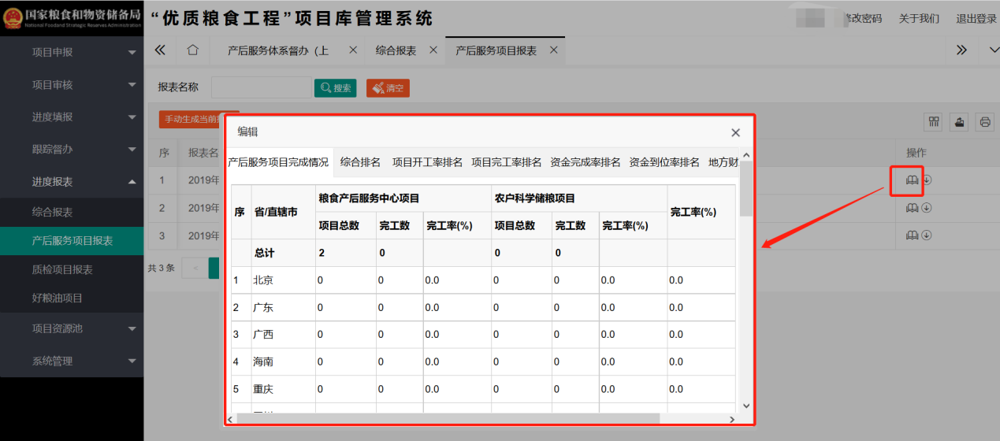 国家粮食和物资储备局
National Foodand Strategic Reserves Administration
“优质粮食工程”项目库管理系统
修改密码 关于我们 退出登录
项目申报
项目审核
进度填报
跟踪督办
进度报表
综合报表
产后服务项目报表
质检项目报表
好粮油项目
项目资源池
系统管理
产后服务体系督办（上 综合报表 产后服务项目报表
报表名称 搜索 清空
手动生成当前
序 报表名 操作
1 2019年
2 2019年
3 2019年
共 3 条 <
编辑
产后服务项目完成情况 综合排名 项目开工率排名 项目完工率排名 资金完成率排名 资金到位率排名 地方财
序 省/直辖市 粮食产后服务中心项目 农户科学储粮项目 完工率(%)
项目总数 完工数 完工率(%) 项目总数 完工数 完工率(%)
总计 2 0 0 0
1 北京 0 0 0.0 0 0 0.0 0.0
2 广东 0 0 0.0 0 0 0.0 0.0
3 广西 0 0 0.0 0 0 0.0 0.0
4 海南 0 0 0.0 0 0 0.0 0.0
5 重庆 0 0 0.0 0 0 0.0 0.0